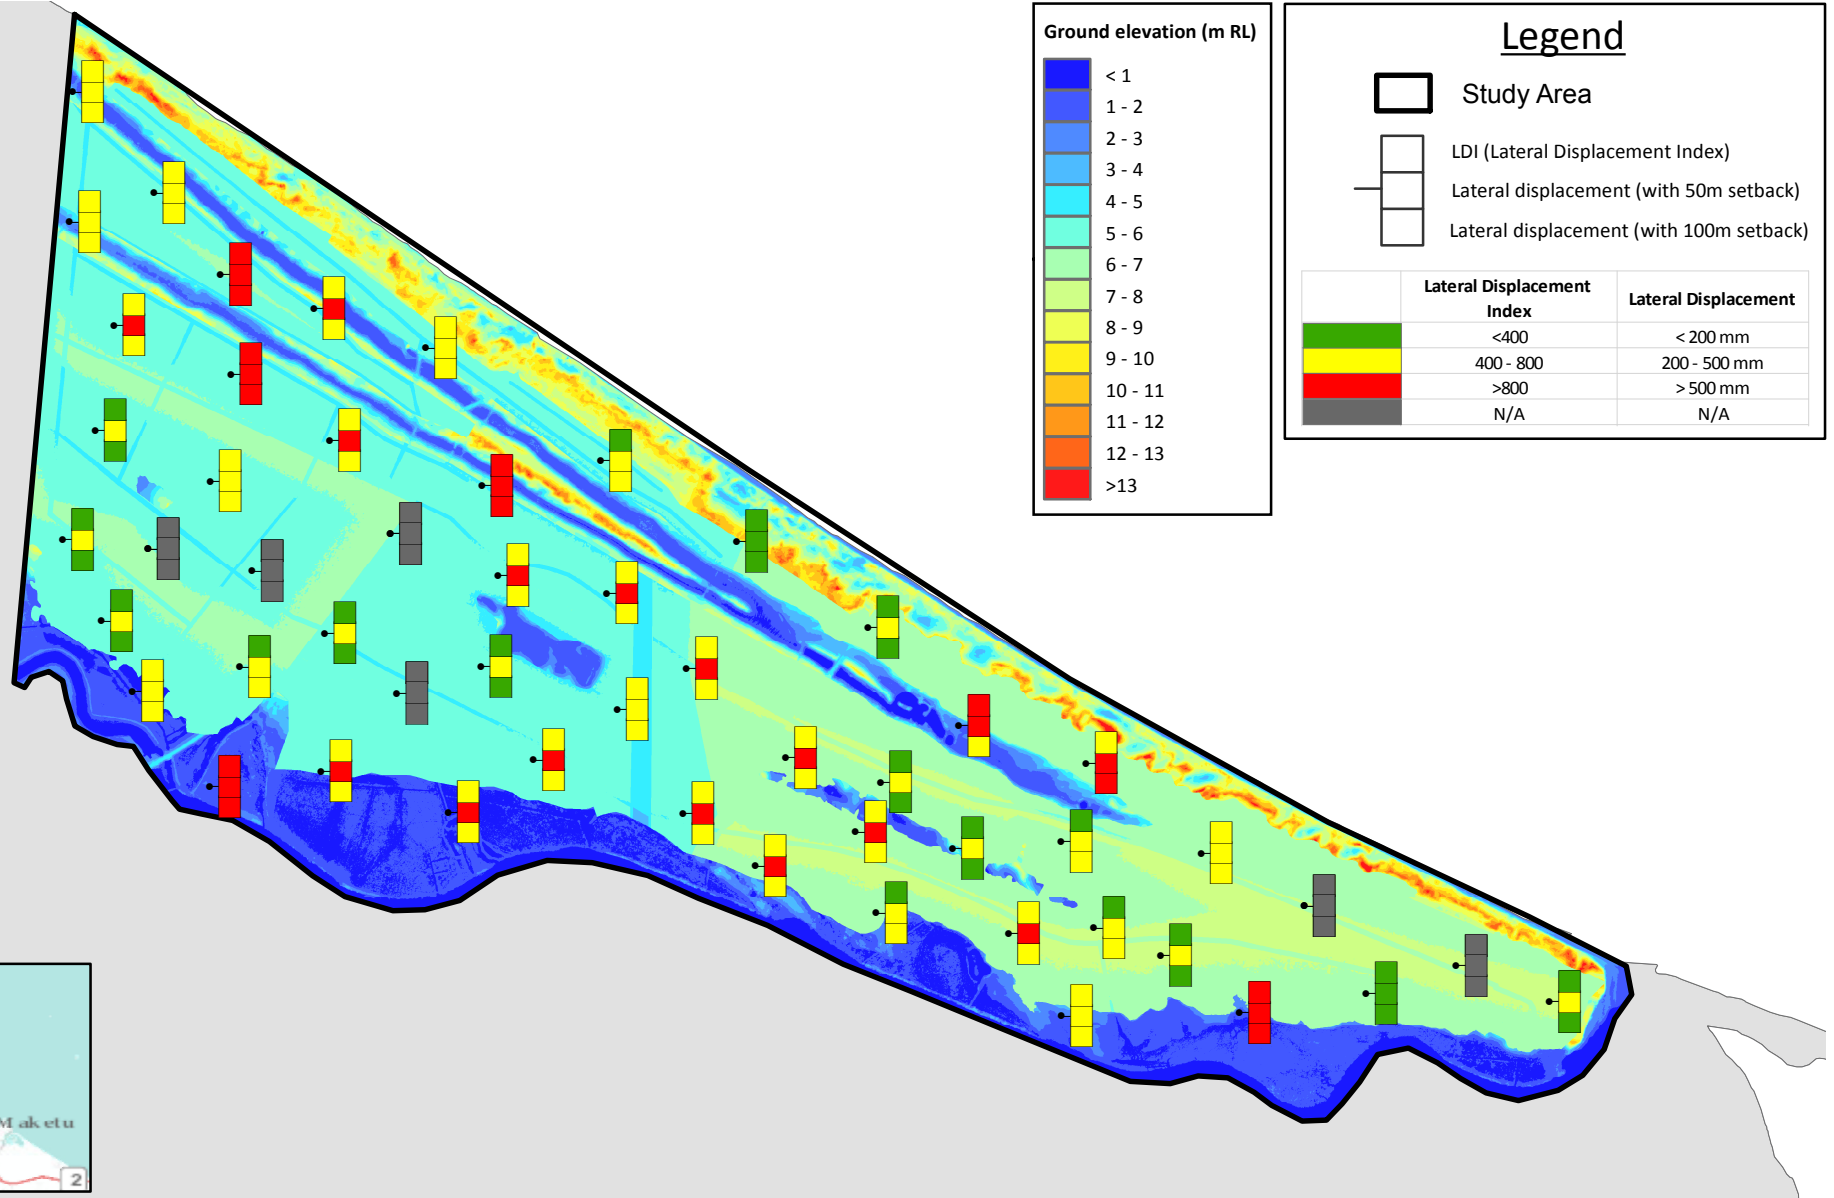 Ground elevation (m RL)
< 1
1 - 2
2 - 3
3 - 4
4 - 5
5 - 6
6 - 7
7 - 8
8 - 9
9 - 10
10 - 11
11 - 12
12 - 13
>13
Legend
Study Area
LDI (Lateral Displacement Index)
Lateral displacement (with 50m setback)
Lateral displacement (with 100m setback)
Lateral Displacement Index Lateral Displacement
<400 < 200 mm
400 - 800 200 - 500 mm
>800 > 500 mm
N/A N/A
Maketu
2